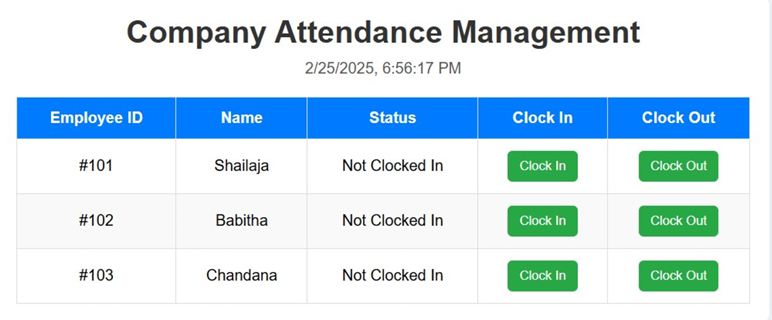 Company Attendance Management
2/25/2025, 6:56:17 PM
Employee ID Name Status Clock In Clock Out
#101 Shailaja Not Clocked In Clock In Clock Out
#102 Babitha Not Clocked In Clock In Clock Out
#103 Chandana Not Clocked In Clock In Clock Out